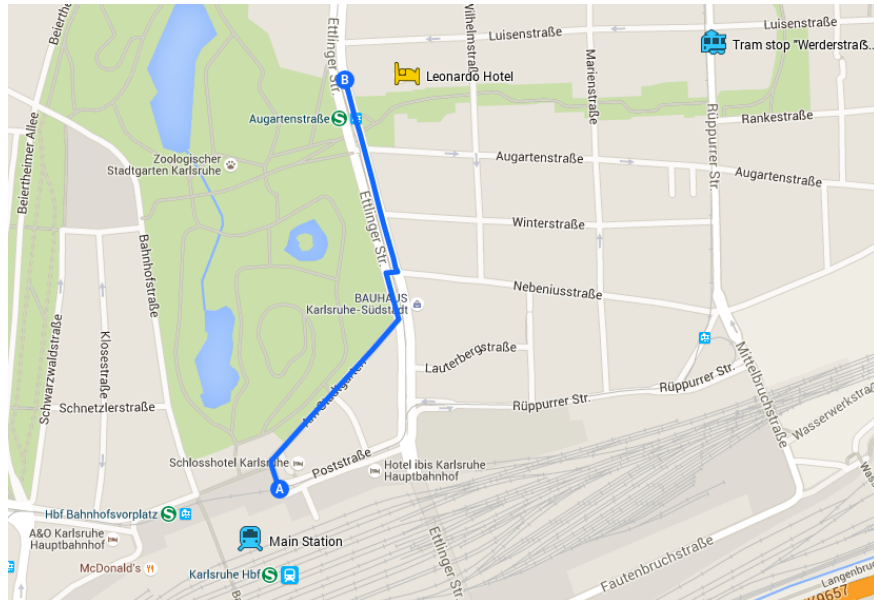 Beiertheimer Allee
Ettlinger Str.
Wilhelmstraße
Luisenstraße
Luisenstraße
Tram stop "Werderstraß...
B
Leonardo Hotel
Marienstraße
Augartenstraße
S
Rüppurrer Str.
Rankestraße
Zoologischer
Stadtgarten Karlsruhe
Augartenstraße
Augartenstraße
Ettlinger Str.
Winterstraße
Bahnhofstraße
Nebeniusstraße
BAUHAUS
Karlsruhe-Südstadt
Schwarzwaldstraße
Klosestraße
Lauterbergstraße
Mittelbruchstraße
Am Stadtgarten
Rüppurrer Str.
Schnetzlerstraße
Rüppurrer Str.
Wasserwerkstraß
Schlosshotel Karlsruhe
Poststraße
Hotel ibis Karlsruhe
Hauptbahnhof
A
Hbf Bahnhofsvorplatz
S
A&O Karlsruhe
Hauptbahnhof
Main Station
McDonald's
Karlsruhe Hbf
S
Ettlinger Str.
Fautenbruchstraße
Langenbruc
K9657